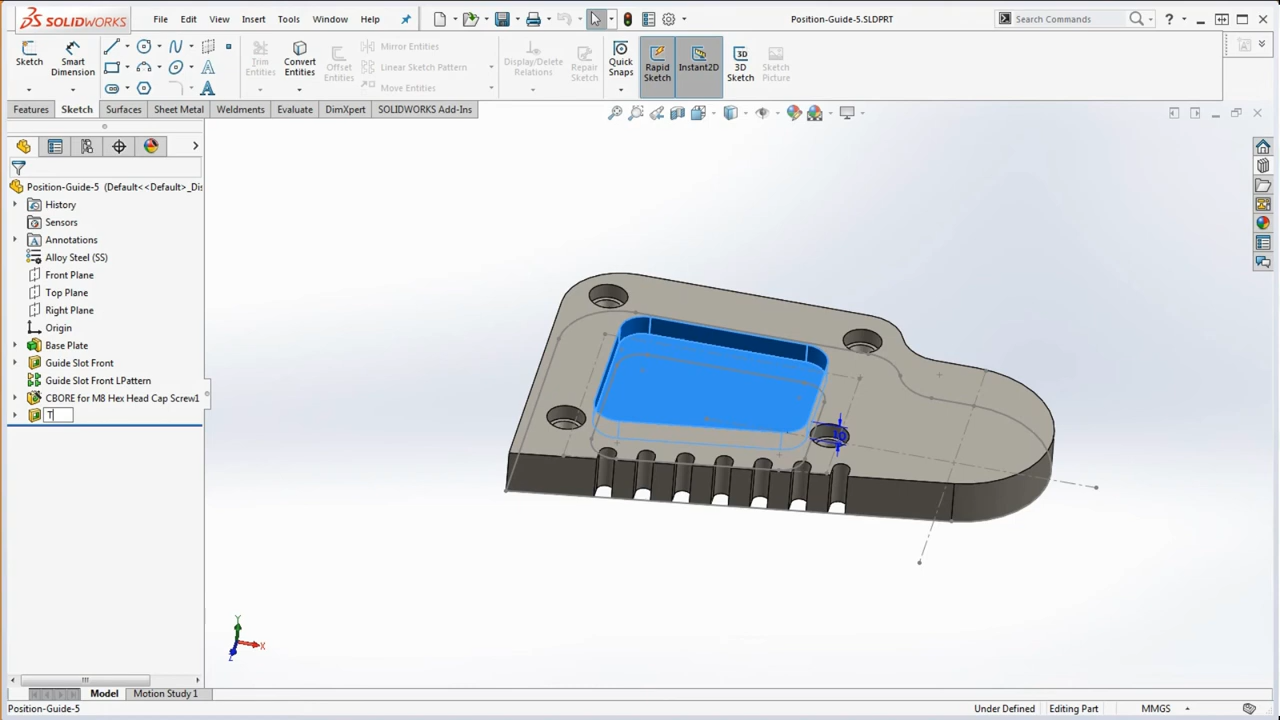 SOLIDWORKS
File Edit View Insert Tools Window Help
Position-Guide-5.SLDPRT
Search Commands
Sketch
Smart Dimension
Trim Entities
Convert Entities
Offset Entities
Mirror Entities
Linear Sketch Pattern
Move Entities
Display/Delete Relations
Repair Sketch
Quick Snaps
Rapid Sketch
Instant2D
3D Sketch
Sketch Picture
Features Sketch Surfaces Sheet Metal Weldments Evaluate DimXpert SOLIDWORKS Add-Ins
Position-Guide-5 (Default<<Default>_Dis
History
Sensors
Annotations
Alloy Steel (SS)
Front Plane
Top Plane
Right Plane
Origin
Base Plate
Guide Slot Front
Guide Slot Front LPattern
CBORE for M8 Hex Head Cap Screw1
T
10
Y
X
Z
Model Motion Study 1
Position-Guide-5
Under Defined Editing Part MMGS